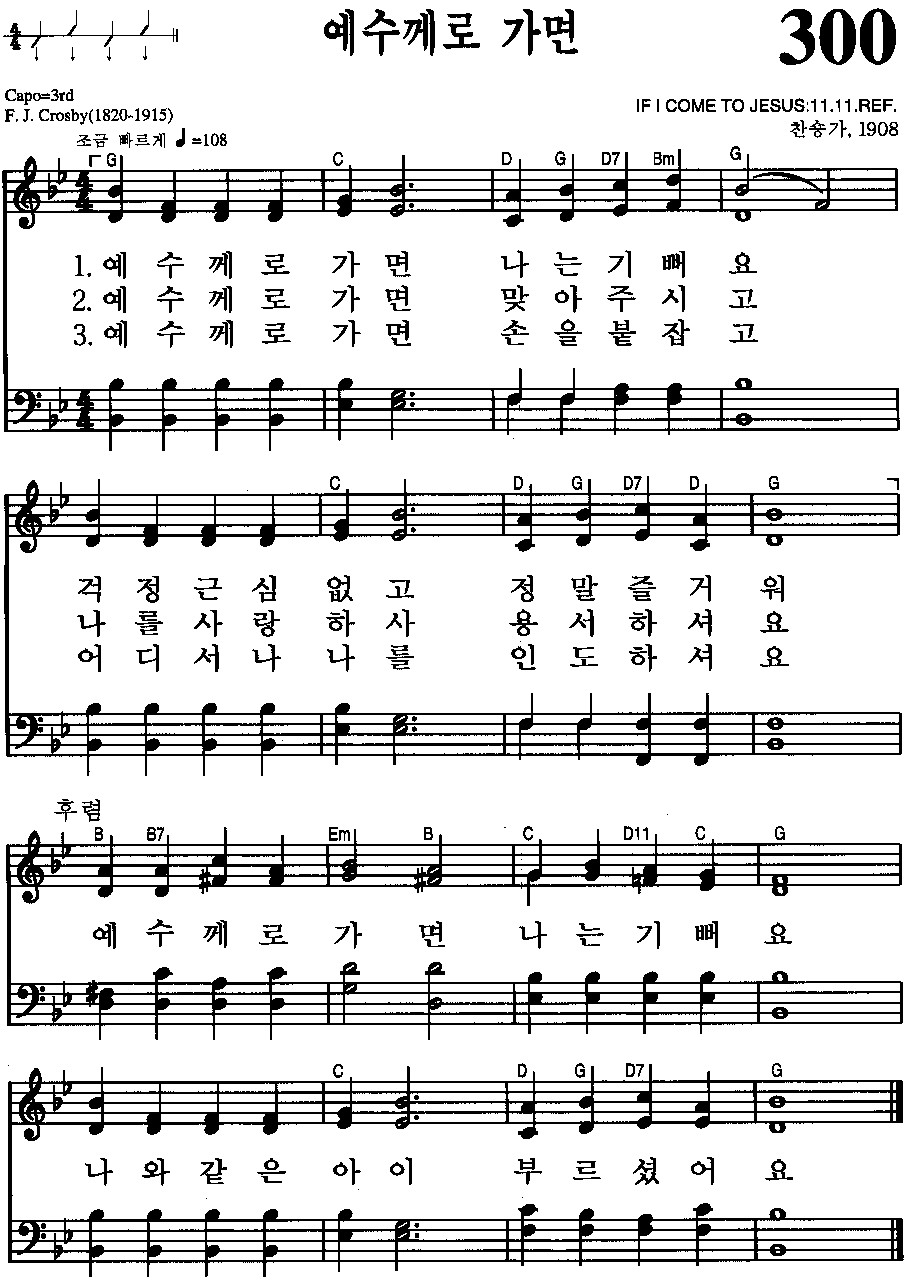 예수께로 가면 300
4/4
Capo=3rd
F. J. Crosby(1820-1915)
IF I COME TO JESUS:11.11.REF.
조금 빠르게 ♩=108
찬송가, 1908
G C D G D7 Bm G
1. 예 수 께 로 가 면 나 는 기 뻐 요
2. 예 수 께 로 가 면 맞 아 주 시 고
3. 예 수 께 로 가 면 손 을 붙 잡 고
C D G D7 D G
걱 정 근 심 없 고 정 말 즐 거 워
나 를 사 랑 하 사 용 서 하 셔 요
어 디 서 나 나 를 인 도 하 셔 요
후렴
B B7 Em B C D11 C G
예 수 께 로 가 면 나 는 기 뻐 요
C D G D7 G
나 와 같 은 아 이 부 르 셨 어 요